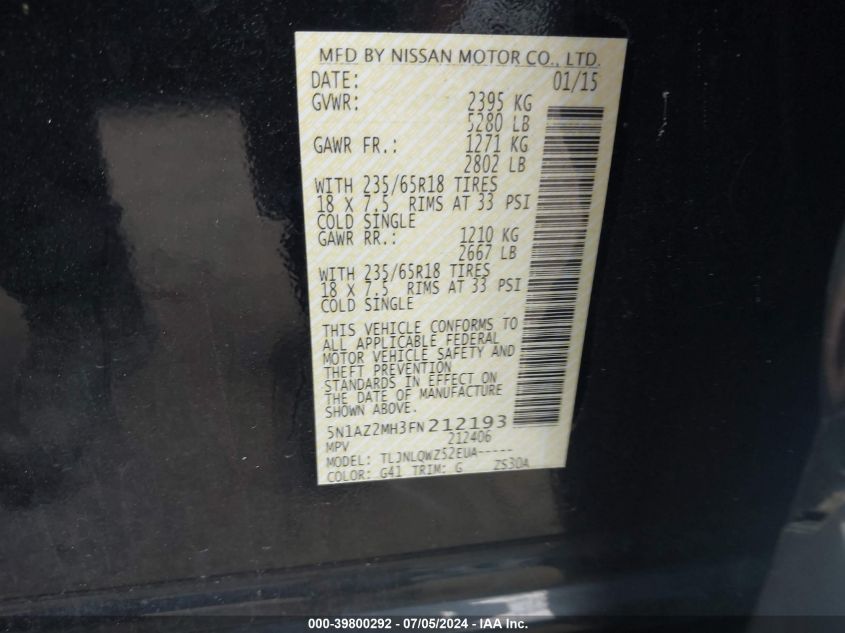 MFD BY NISSAN MOTOR CO., LTD.
DATE: 01/15
GVWR: 2395 KG
5280 LB
GAWR FR.: 1271 KG
2802 LB
WITH 235/65R18 TIRES
18 X 7.5 RIMS AT 33 PSI
COLD SINGLE
GAWR RR.: 1210 KG
2667 LB
WITH 235/65R18 TIRES
18 X 7.5 RIMS AT 33 PSI
COLD SINGLE
THIS VEHICLE CONFORMS TO
ALL APPLICABLE FEDERAL
MOTOR VEHICLE SAFETY AND
THEFT PREVENTION
STANDARDS IN EFFECT ON
THE DATE OF MANUFACTURE
SHOWN ABOVE.
5N1AZ2MH3FN212193
MPV 212406
MODEL: TLJNLQWZ52EUA-----
COLOR: G41 TRIM: G ZS30A
000-39800292 - 07/05/2024 - IAA Inc.